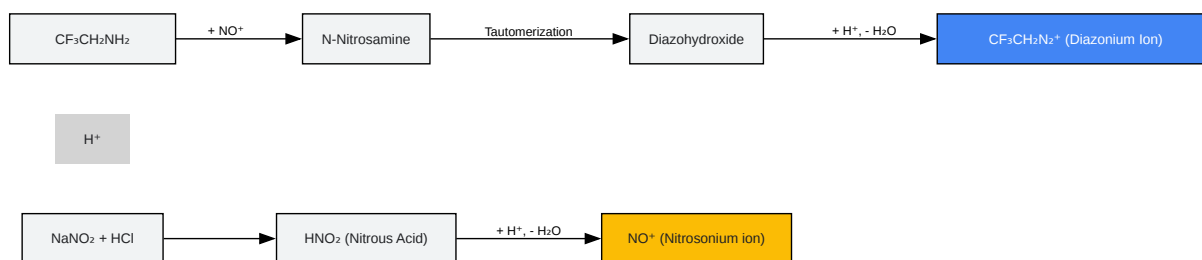 CF₃CH₂NH₂
+ NO⁺
N-Nitrosamine
Tautomerization
Diazohydroxide
+ H⁺, - H₂O
CF₃CH₂N₂⁺ (Diazonium Ion)
H⁺
NaNO₂ + HCl
HNO₂ (Nitrous Acid)
+ H⁺, - H₂O
NO⁺ (Nitrosonium ion)